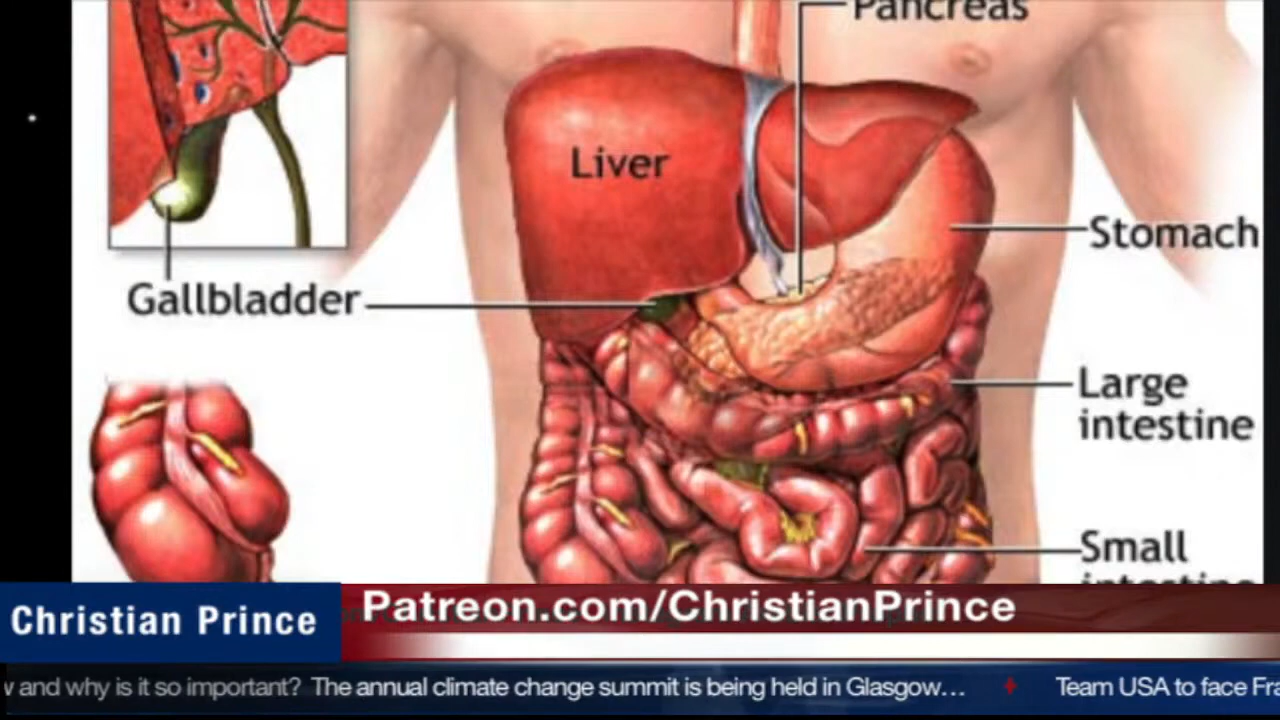 Pancreas
Liver
Stomach
Gallbladder
Large
intestine
Small
intestine
Christian Prince
Patreon.com/ChristianPrince
and why is it so important? The annual climate change summit is being held in Glasgow...
Team USA to face